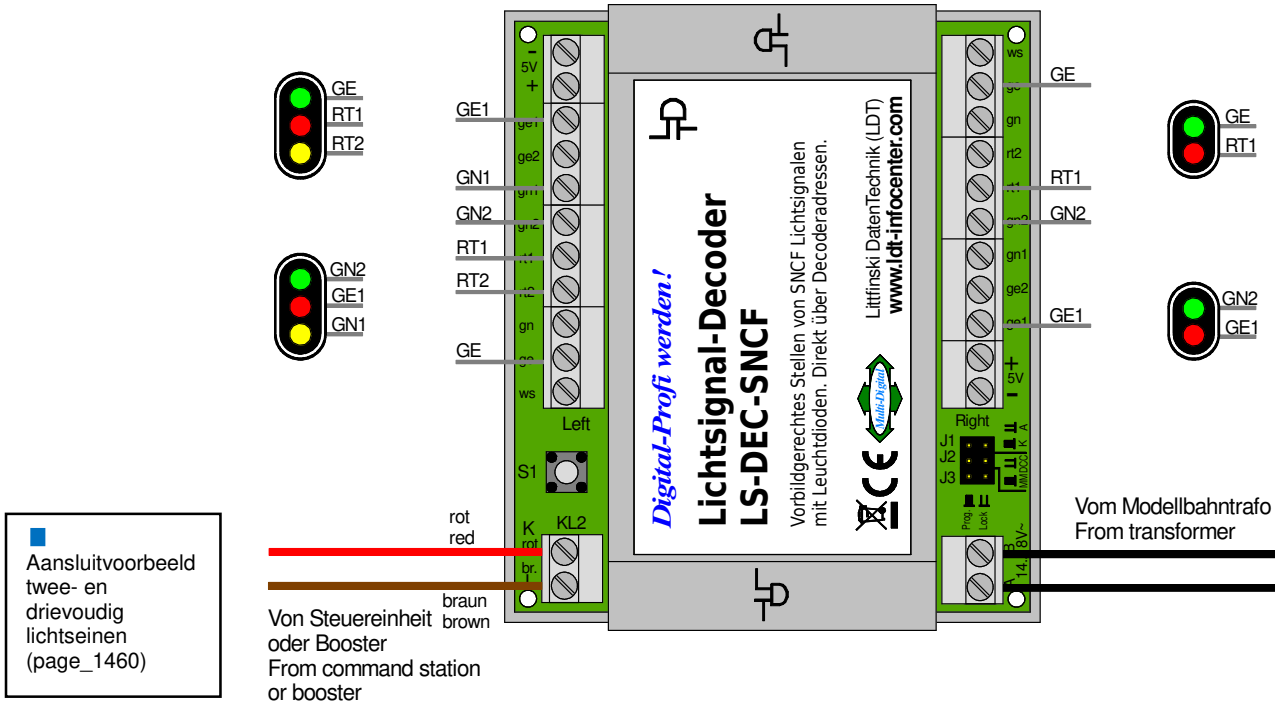 GE
RT1
RT2
GN2
GE1
GN1
GE1
GN1
GN2
RT1
RT2
GE
-
5V
+
ge1
ge2
gn1
gn2
rt1
rt2
gn
ge
ws
Left
S1
K
KL2
rot
br.
Digital-Profi werden!
Lichtsignal-Decoder
LS-DEC-SNCF
Vorbildgerechtes Stellen von SNCF Lichtsignalen
mit Leuchtdioden. Direkt über Decoderadressen.
Littfinski DatenTechnik (LDT)
www.ldt-infocenter.com
Multi-Digital
CE
ws
ge
gn
rt2
rt1
gn2
gn1
ge2
ge1
+
5V
-
Right
J1
J2
J3
A
K
DCC
MM
Prog.
Lock
B
A
GE
RT1
GN2
GE1
GE
RT1
GN2
GE1
rot
red
braun
brown
Von Steuereinheit
oder Booster
From command station
or booster
Vom Modellbahntrafo
From transformer
Aansluitvoorbeeld
twee- en
drievoudig
lichtseinen
(page_1460)